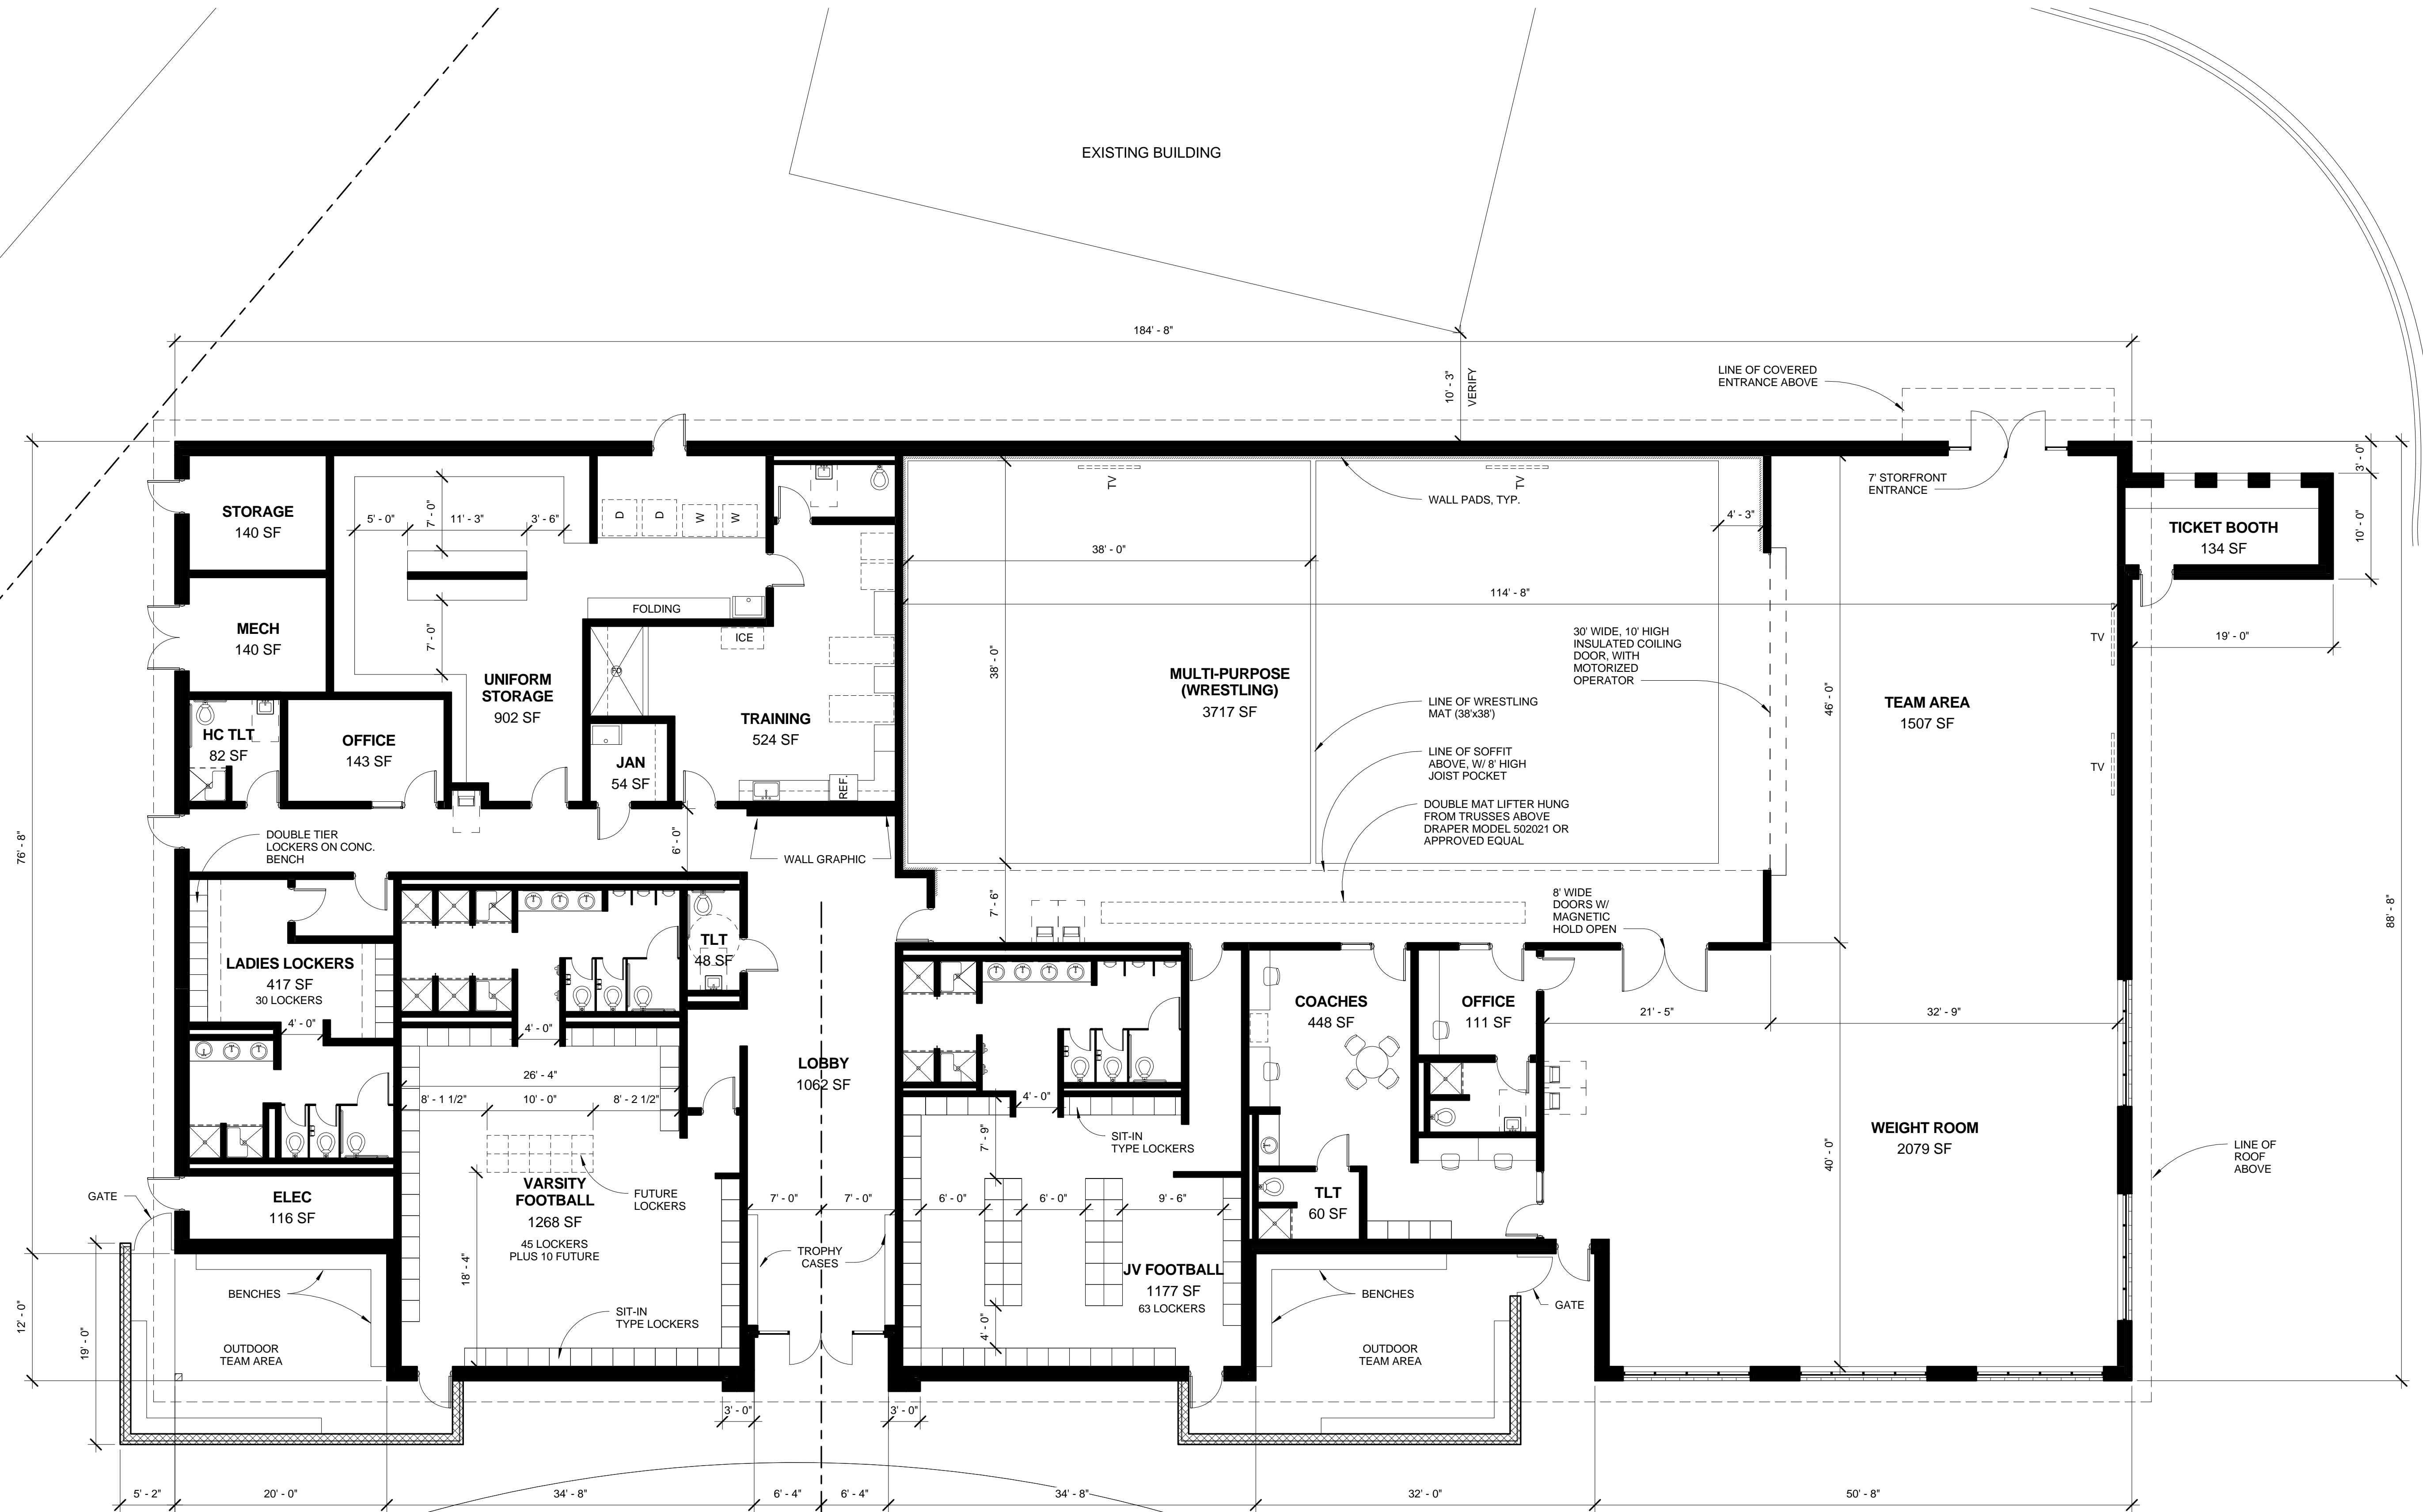 EXISTING BUILDING
184' - 8"
10' - 3"
VERIFY
LINE OF COVERED
ENTRANCE ABOVE
3' - 0"
7' STORFRONT
ENTRANCE
WALL PADS, TYP.
TV
TV
STORAGE
140 SF
5' - 0"
7' - 0"
11' - 3"
3' - 6"
D
D
W
W
4' - 3"
38' - 0"
TICKET BOOTH
134 SF
10' - 0"
114' - 8"
FOLDING
ICE
MECH
140 SF
7' - 0"
FD
38' - 0"
30' WIDE, 10' HIGH
INSULATED COILING
DOOR, WITH
MOTORIZED
OPERATOR
TV
19' - 0"
MULTI-PURPOSE
(WRESTLING)
3717 SF
UNIFORM
STORAGE
902 SF
TRAINING
524 SF
LINE OF WRESTLING
MAT (38'x38')
46' - 0"
TEAM AREA
1507 SF
HC TLT
82 SF
OFFICE
143 SF
JAN
54 SF
REF.
LINE OF SOFFIT
ABOVE, W/ 8' HIGH
JOIST POCKET
TV
DOUBLE MAT LIFTER HUNG
FROM TRUSSES ABOVE
DRAPER MODEL 502021 OR
APPROVED EQUAL
76' - 8"
DOUBLE TIER
LOCKERS ON CONC.
BENCH
6' - 0"
WALL GRAPHIC
7' - 6"
8' WIDE
DOORS W/
MAGNETIC
HOLD OPEN
88' - 8"
LADIES LOCKERS
417 SF
30 LOCKERS
TLT
48 SF
4' - 0"
4' - 0"
COACHES
448 SF
OFFICE
111 SF
21' - 5"
32' - 9"
LOBBY
1062 SF
26' - 4"
8' - 1 1/2"
10' - 0"
8' - 2 1/2"
4' - 0"
7' - 9"
SIT-IN
TYPE LOCKERS
40' - 0"
WEIGHT ROOM
2079 SF
LINE OF
ROOF
ABOVE
GATE
ELEC
116 SF
VARSITY
FOOTBALL
1268 SF
45 LOCKERS
PLUS 10 FUTURE
FUTURE
LOCKERS
7' - 0"
7' - 0"
6' - 0"
6' - 0"
9' - 6"
TLT
60 SF
18' - 4"
TROPHY
CASES
JV FOOTBALL
1177 SF
63 LOCKERS
12' - 0"
19' - 0"
BENCHES
SIT-IN
TYPE LOCKERS
4' - 0"
BENCHES
GATE
OUTDOOR
TEAM AREA
OUTDOOR
TEAM AREA
3' - 0"
3' - 0"
5' - 2"
20' - 0"
34' - 8"
6' - 4"
6' - 4"
34' - 8"
32' - 0"
50' - 8"